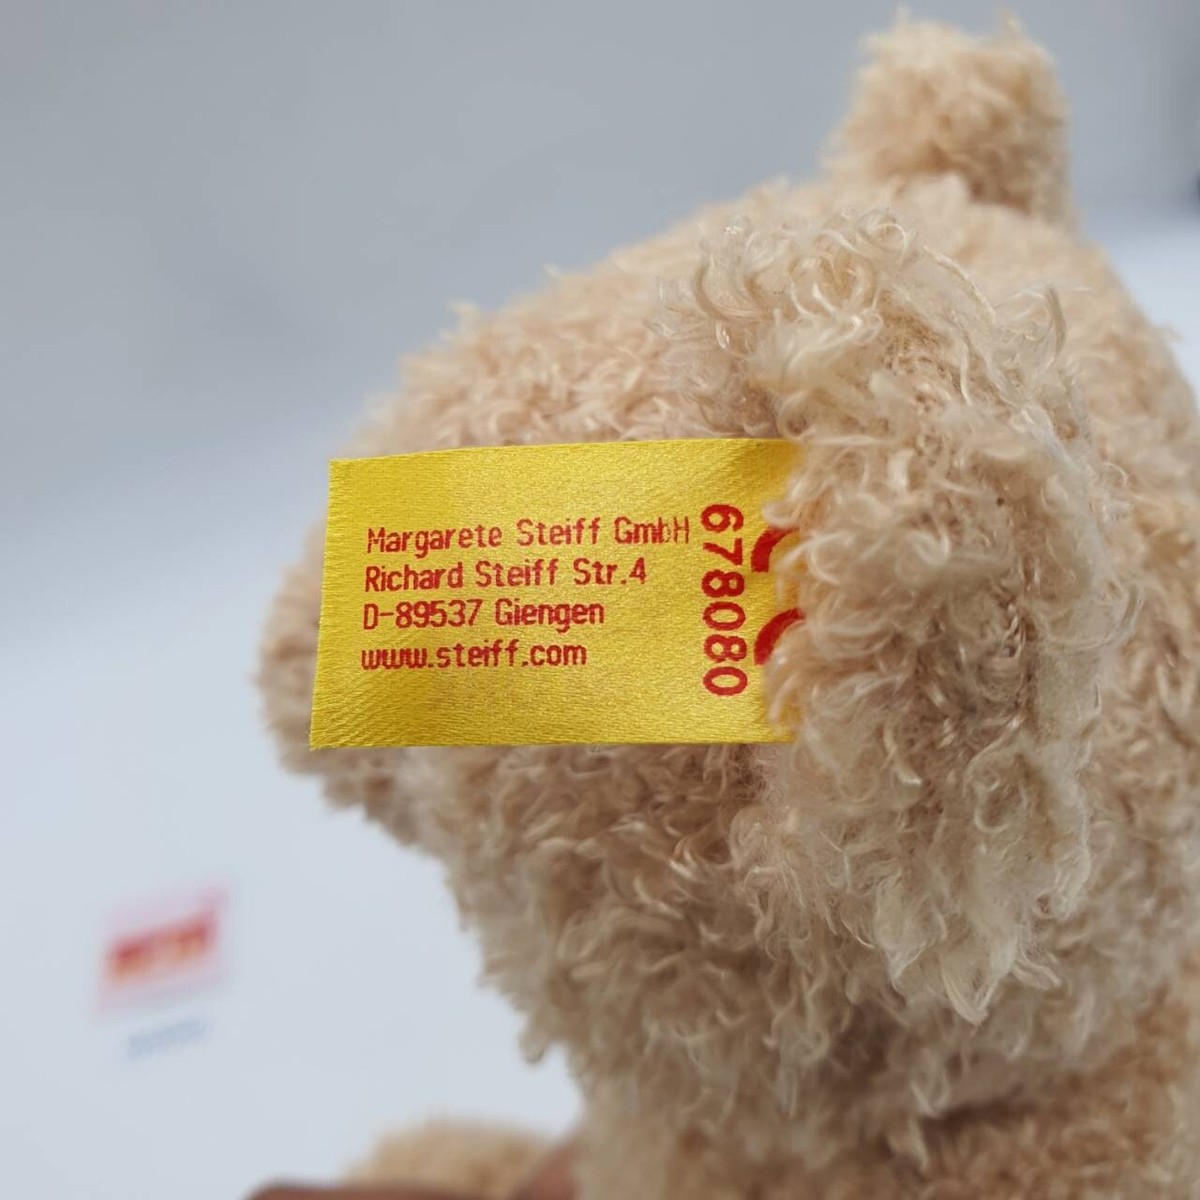 Margarete Steiff GmbH
Richard Steiff Str.4
D-89537 Giengen
www.steiff.com
678080